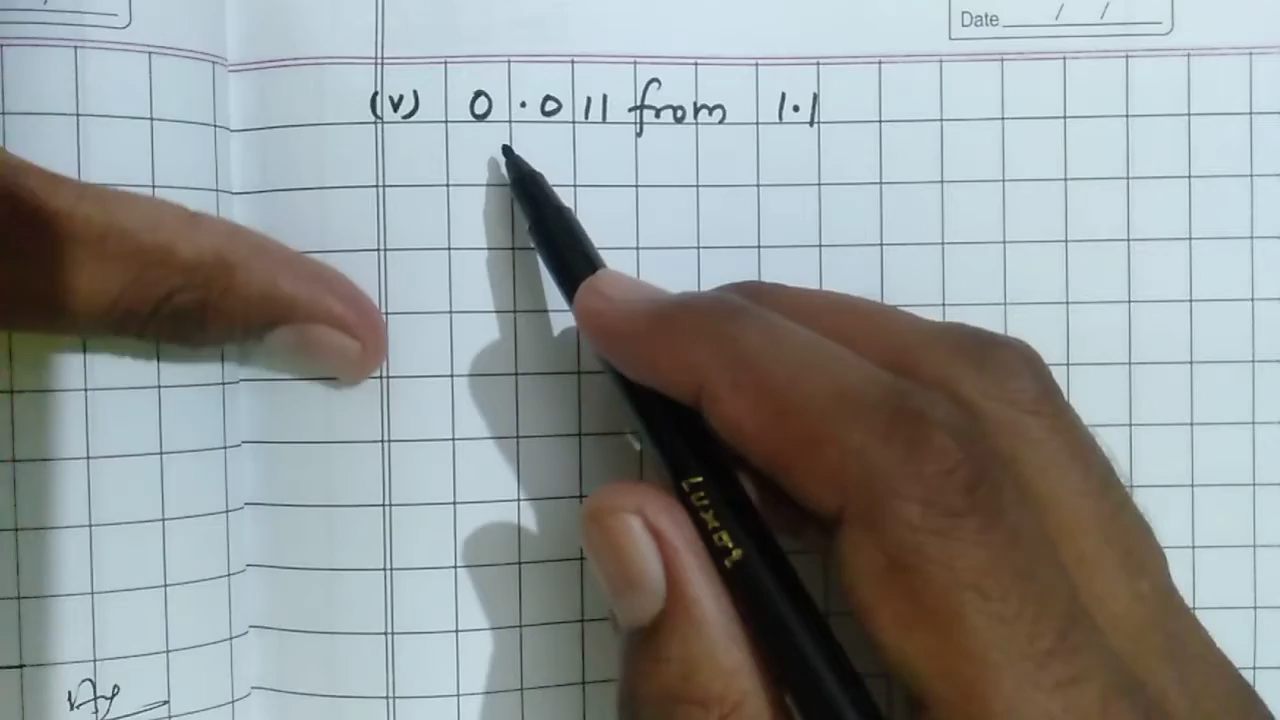 Date / /
(v) 0.011 from 1.1
Luxor